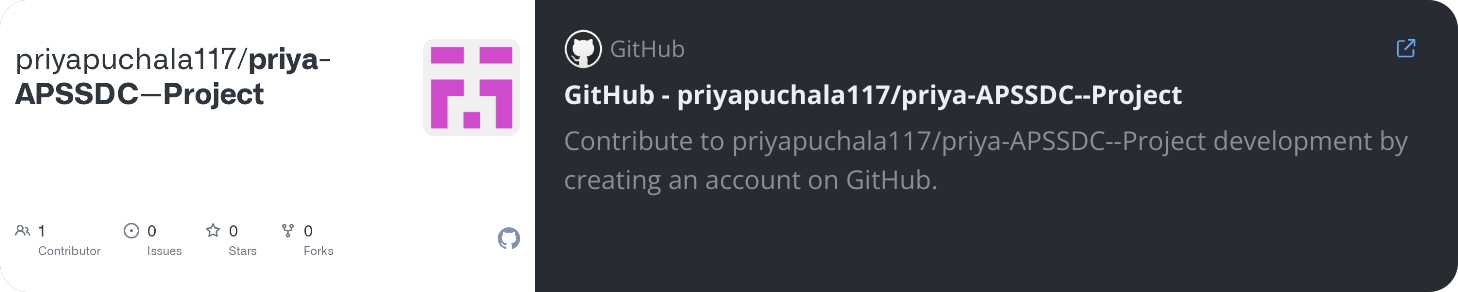 priyapuchala117/priya-
APSSDC--Project
1
Contributor
0
Issues
0
Stars
0
Forks
GitHub
GitHub - priyapuchala117/priya-APSSDC--Project
Contribute to priyapuchala117/priya-APSSDC--Project development by
creating an account on GitHub.